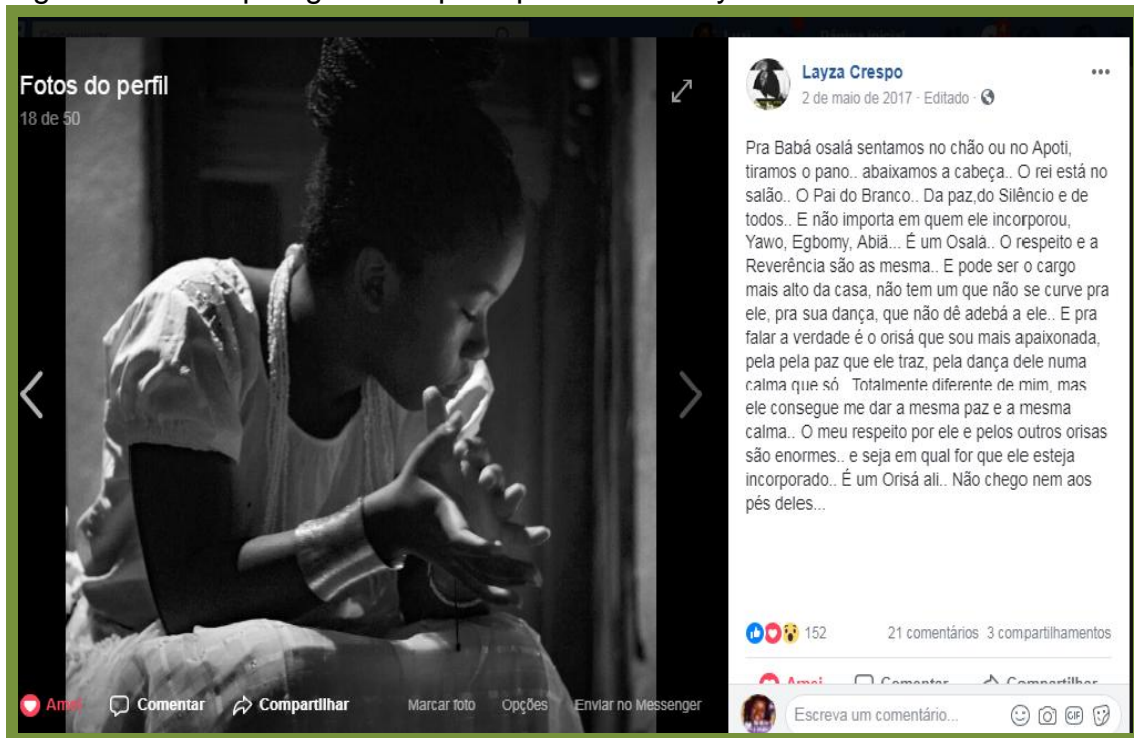 Fotos do perfil
18 de 50
Layza Crespo
2 de maio de 2017 · Editado ·
Pra Babá osalá sentamos no chão ou no Apoti,
tiramos o pano.. abaixamos a cabeça.. O rei está no
salão.. O Pai do Branco.. Da paz,do Silêncio e de
todos.. E não importa em quem ele incorporou,
Yawo, Egbomy, Abiä... É um Osalá.. O respeito e a
Reverência são as mesma.. E pode ser o cargo
mais alto da casa, não tem um que não se curve pra
ele, pra sua dança, que não dê adebá a ele.. E pra
falar a verdade é o orisá que sou mais apaixonada,
pela pela paz que ele traz, pela dança dele numa
calma que só Totalmente diferente de mim, mas
ele consegue me dar a mesma paz e a mesma
calma.. O meu respeito por ele e pelos outros orisas
são enormes.. e seja em qual for que ele esteja
incorporado.. É um Orisá ali.. Não chego nem aos
pés deles...
152 21 comentários 3 compartilhamentos
Amei Comentar Compartilhar
Escreva um comentário...
GIF
Amei Comentar Compartilhar Marcar foto Opções Enviar no Messenger